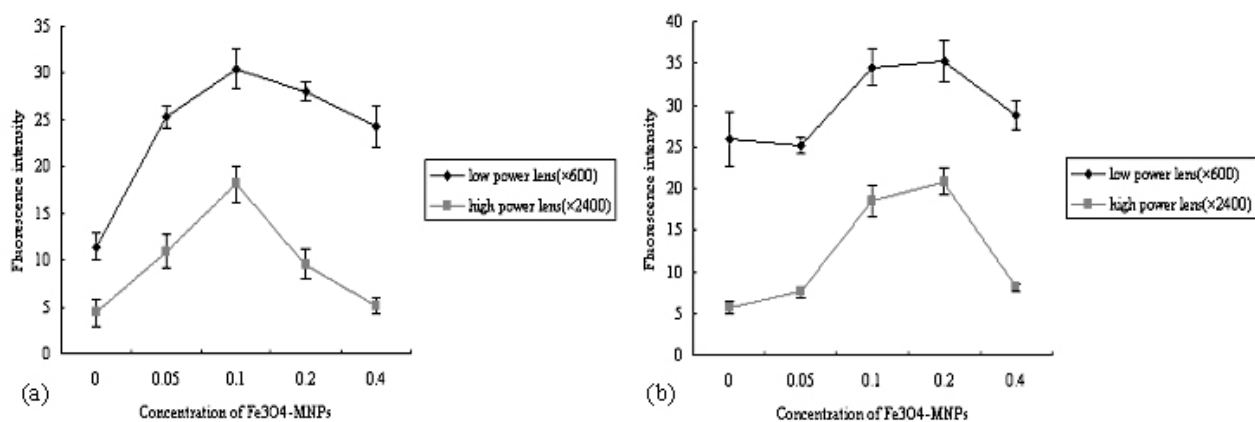 35
30
25
20
15
10
5
0
Fluorescence intensity
0 0.05 0.1 0.2 0.4
Concentration of Fe3O4-MNPs
low power lens(×600)
high power lens(×2400)
(a)
40
35
30
25
20
15
10
5
0
Fluorescence intensity
0 0.05 0.1 0.2 0.4
Concentration of Fe3O4-MNPs
low power lens(×600)
high power lens(×2400)
(b)